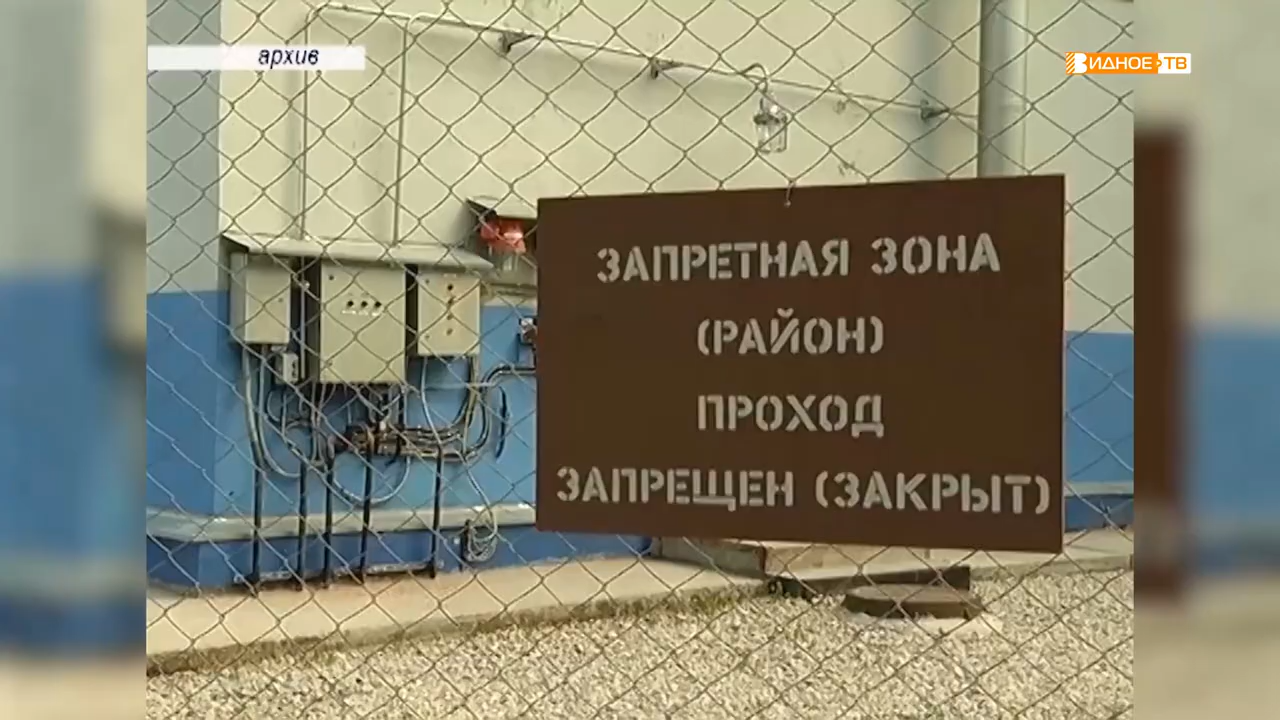 архив
ВИДНОЕ ТВ
ЗАПРЕТНАЯ ЗОНА
(РАЙОН)
ПРОХОД
ЗАПРЕЩЕН (ЗАКРЫТ)